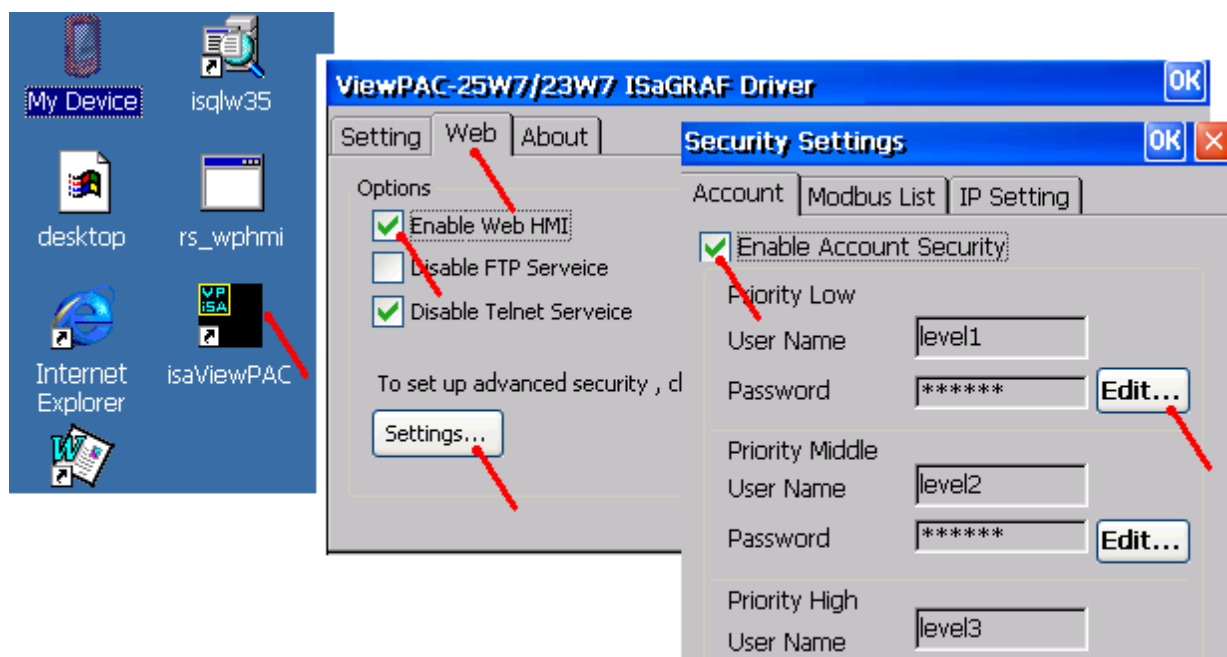 My Device
isqlw35
desktop
rs_wphmi
VP
iSA
Internet
Explorer
isaViewPAC
W
ViewPAC-25W7/23W7 ISaGRAF Driver
OK
Setting
Web
About
Options
Enable Web HMI
Disable FTP Serveice
Disable Telnet Serveice
To set up advanced security , cl
Settings...
Security Settings
OK
Account
Modbus List
IP Setting
Enable Account Security
Priority Low
User Name
level1
Password
******
Edit...
Priority Middle
User Name
level2
Password
******
Edit...
Priority High
User Name
level3